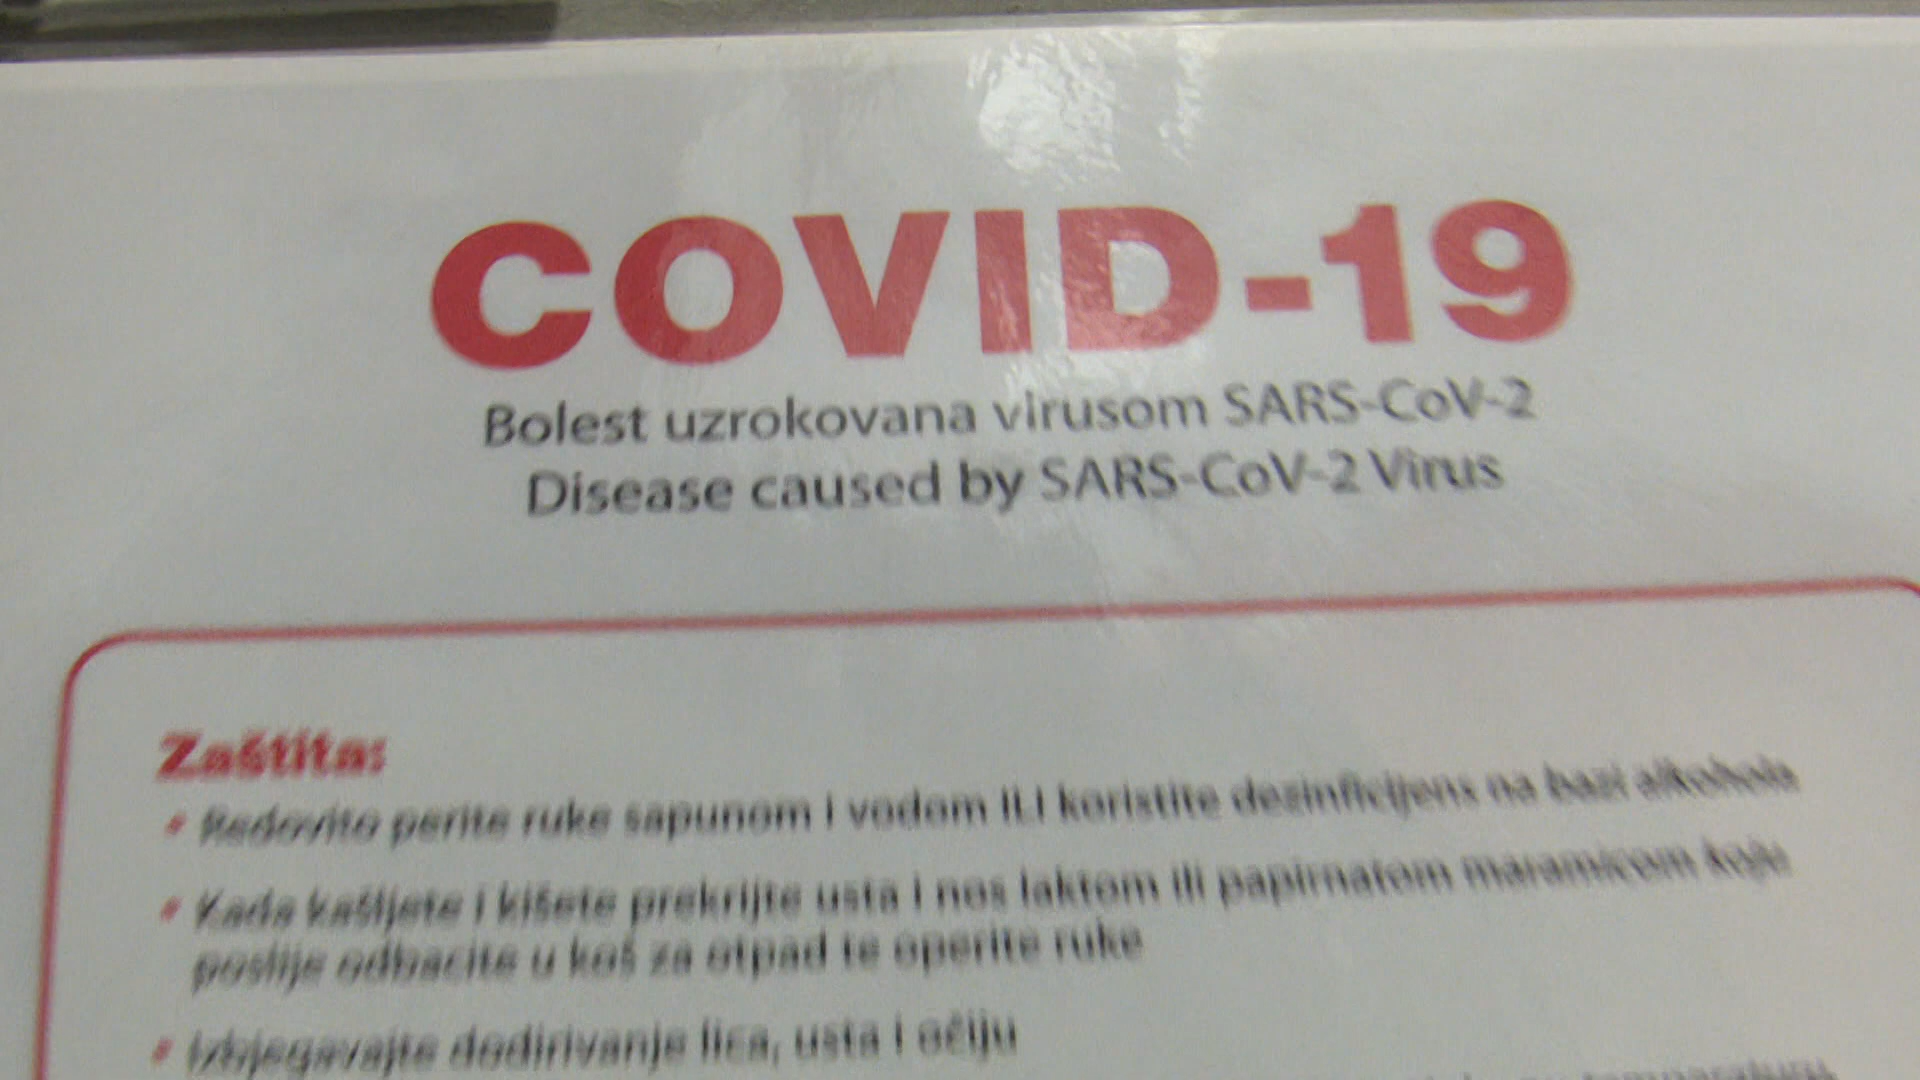 COVID-19
Bolest uzrokovana virusom SARS-CoV-2
Disease caused by SARS-CoV-2 Virus
Zaštita:
• Redovito perite ruke sapunom i vodom ILI koristite dezinficijens na bazi alkohola
• Kada kašljete i kišete prekrijte usta i nos laktom ili papirnatom maramicom koju
poslije odbacite u koš za otpad te operite ruke
• Izbjegavajte dodirivanje lica, usta i očiju
temperaturu,